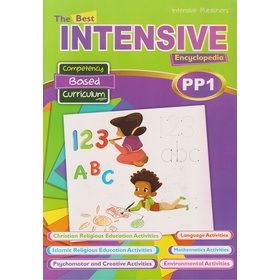 Intensive Publishers
The Best
INTENSIVE
Encyclopedia
Competency
Based
Curriculum
PP1
123
abc
123
ABC
Christian Religious Education Activities
Language Activities
Islamic Religious Education Activities
Mathematics Activities
Psychomotor and Creative Activities
Environmental Activities